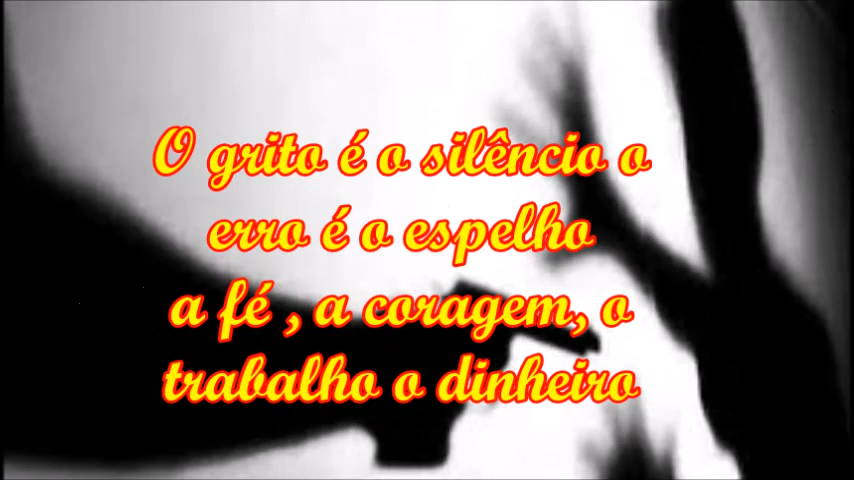 O grito é o silêncio o
erro é o espelho
a fé , a coragem, o
trabalho o dinheiro